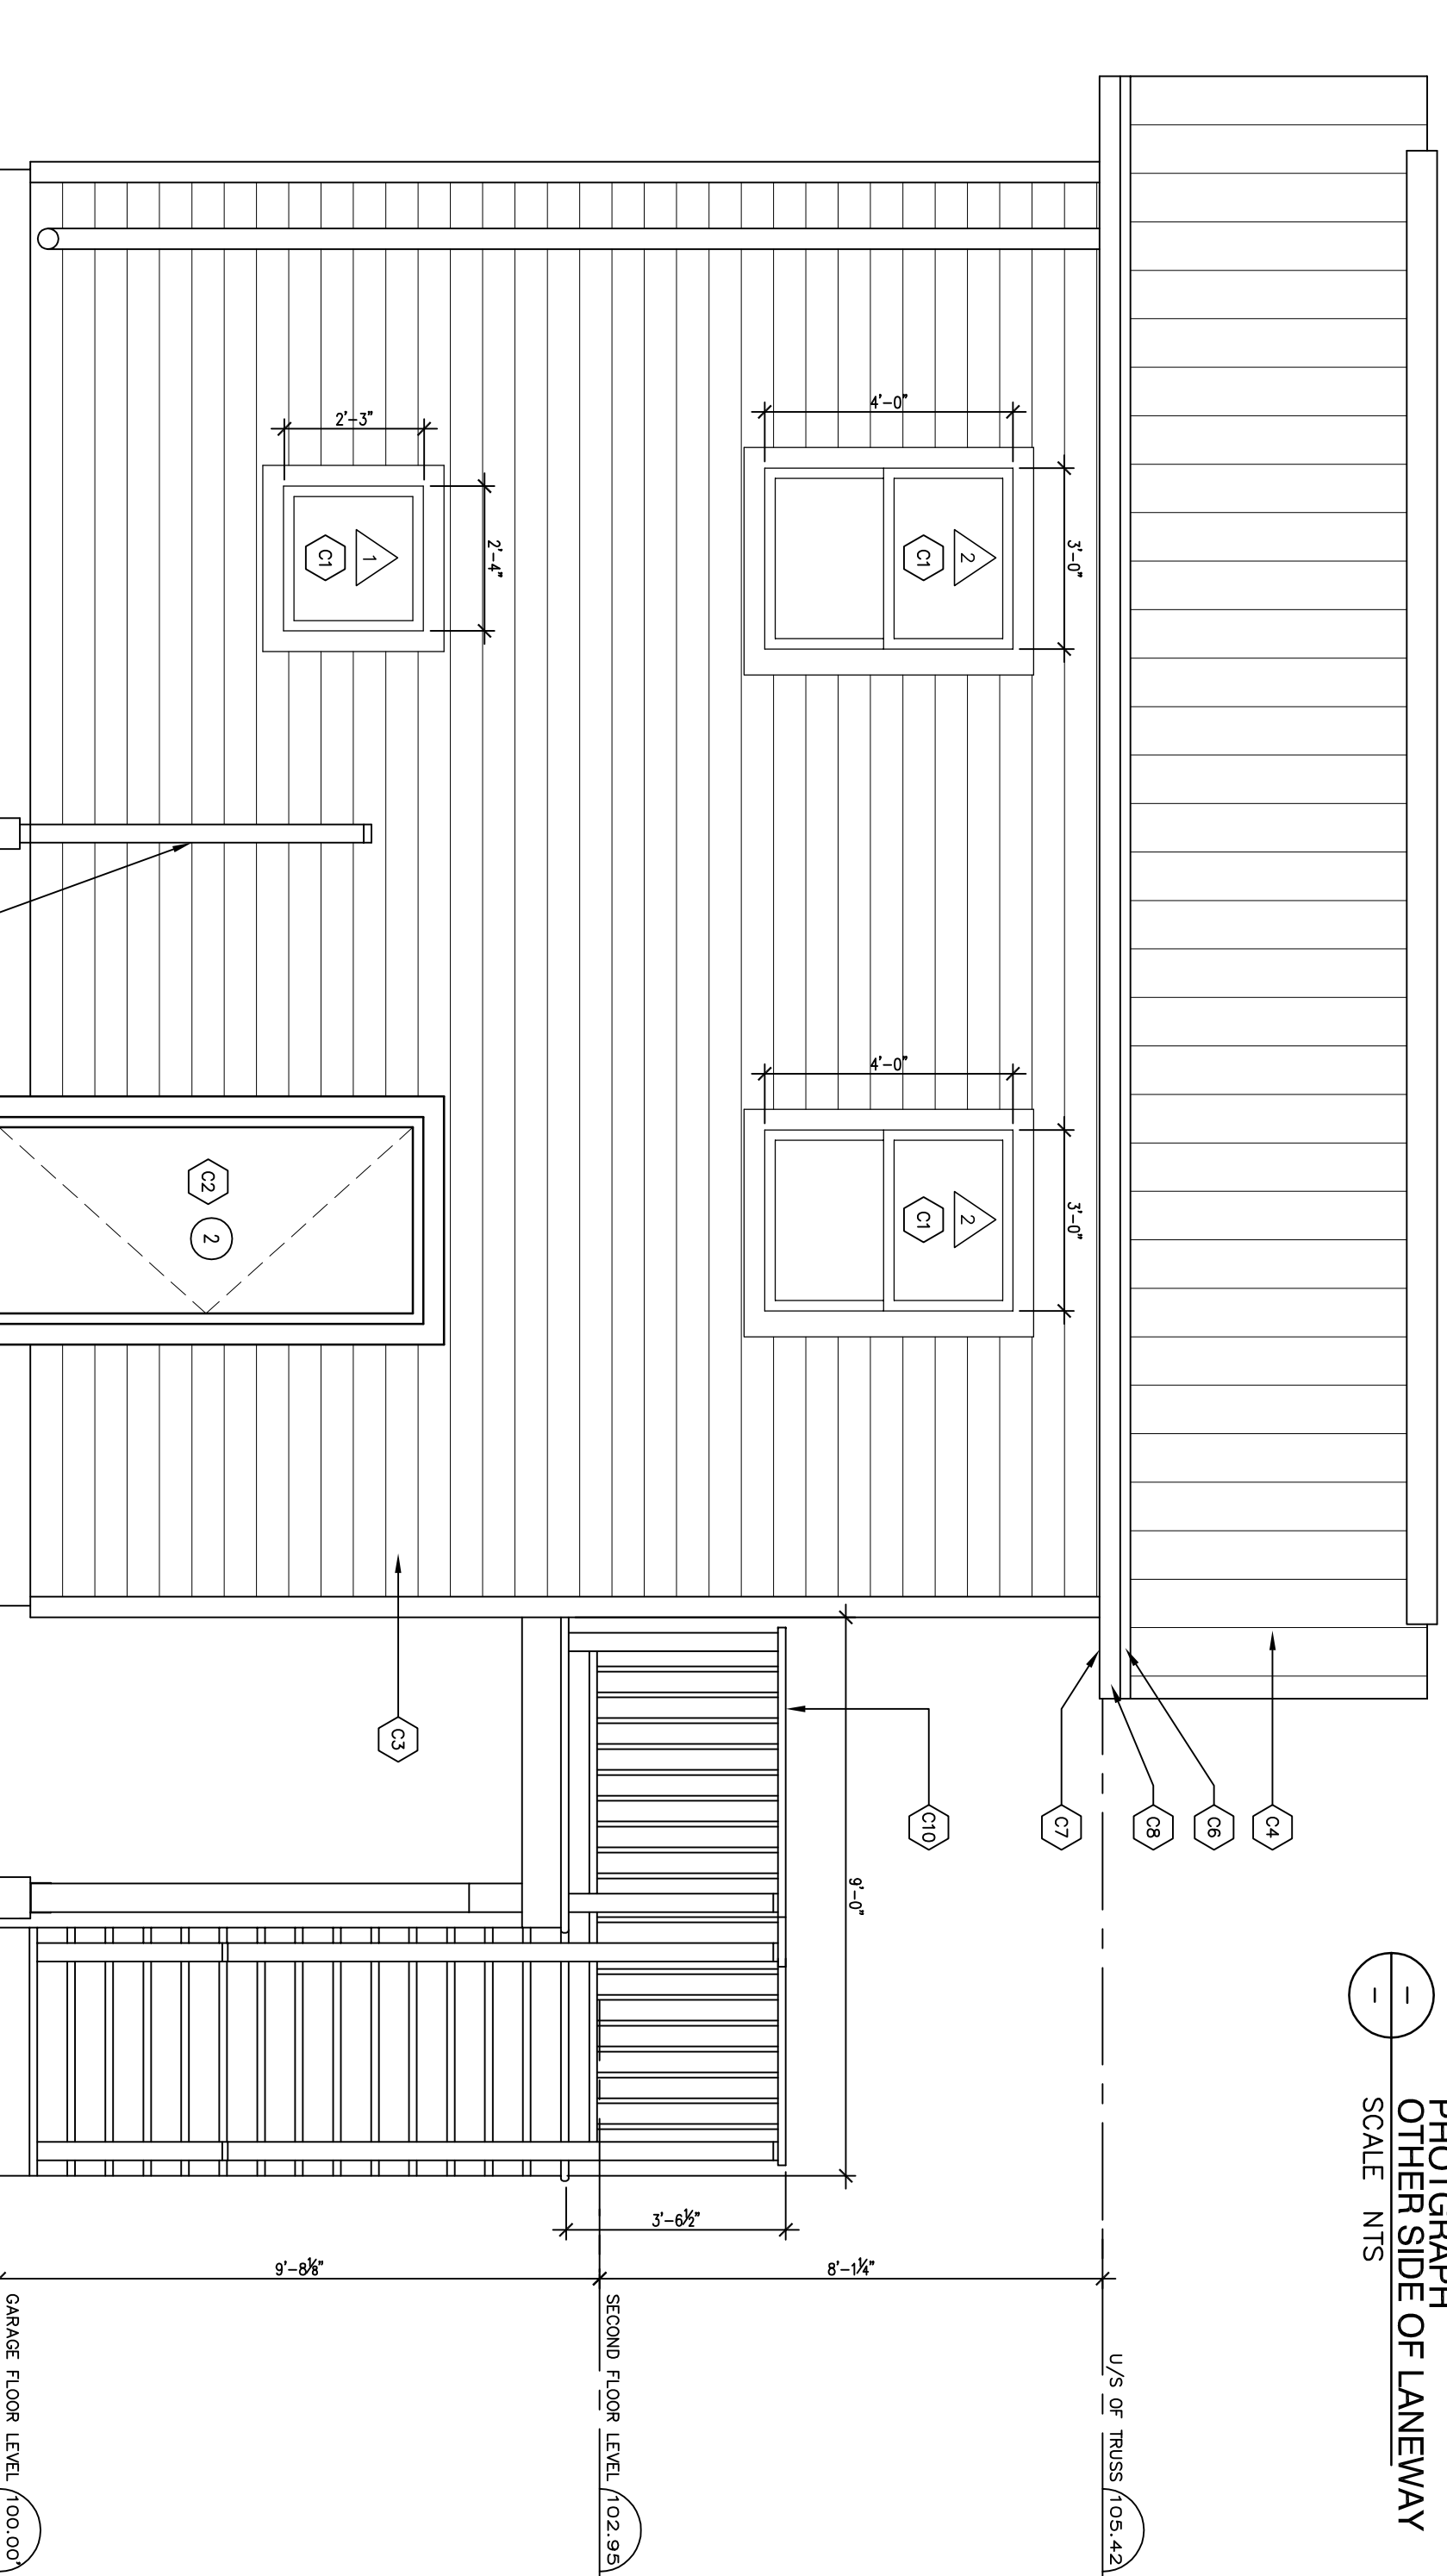 PHOTGRAPH
OTHER SIDE OF LANEWAY
SCALE NTS
-
-
C4
C6
C8
C7
C10
C3
U/S OF TRUSS 105.42
8'-1¼"
SECOND FLOOR LEVEL 102.95
9'-8⅛"
GARAGE FLOOR LEVEL 100.00'
3'-6½"
9'-0"
3'-0"
4'-0"
2
C1
3'-0"
4'-0"
2
C1
2'-4"
2'-3"
1
C1
C2
2